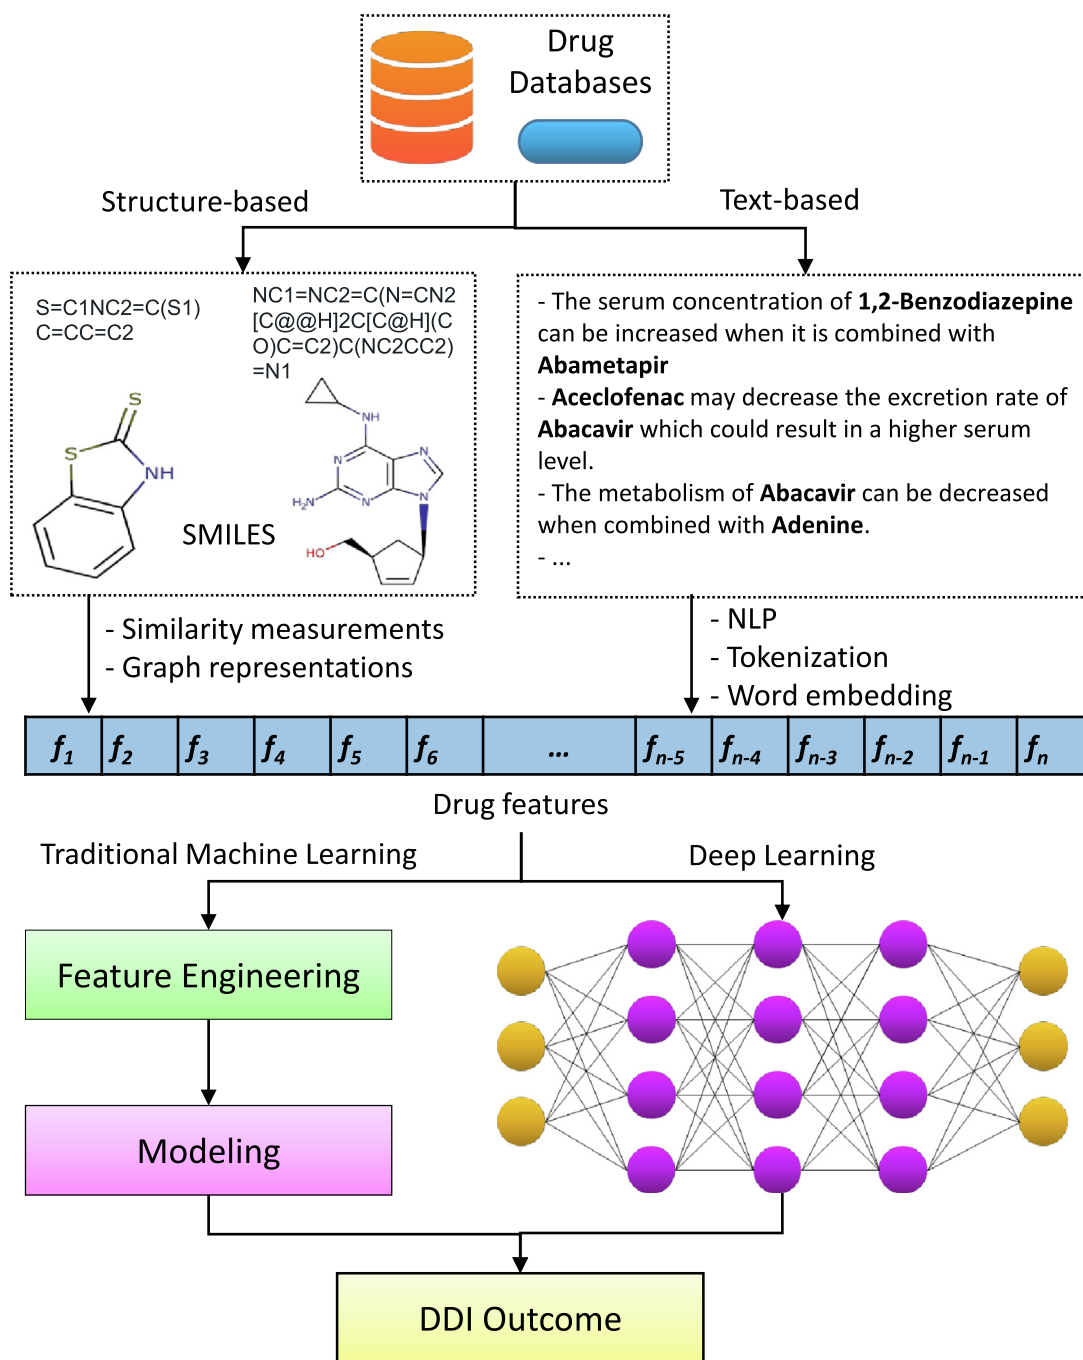 Drug
Databases
Structure-based
Text-based
S=C1NC2=C(S1)
C=CC=C2
NC1=NC2=C(N=CN2
[C@@H]2C[C@H](C
O)C=C2)C(NC2CC2)
=N1
S
S
NH
SMILES
NH
N
N
N
N
H₂N
HO
- The serum concentration of 1,2-Benzodiazepine
can be increased when it is combined with
Abametapir
- Aceclofenac may decrease the excretion rate of
Abacavir which could result in a higher serum
level.
- The metabolism of Abacavir can be decreased
when combined with Adenine.
- ...
- Similarity measurements
- Graph representations
- NLP
- Tokenization
- Word embedding
f1 f2 f3 f4 f5 f6 ... fn-5 fn-4 fn-3 fn-2 fn-1 fn
Drug features
Traditional Machine Learning
Deep Learning
Feature Engineering
Modeling
DDI Outcome